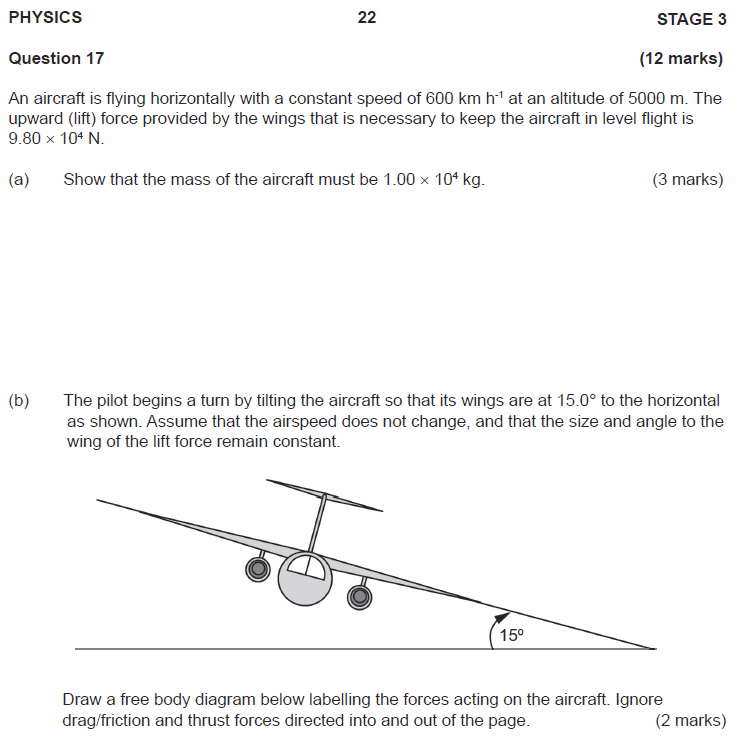 PHYSICS 22 STAGE 3
Question 17 (12 marks)
An aircraft is flying horizontally with a constant speed of 600 km h⁻¹ at an altitude of 5000 m. The
upward (lift) force provided by the wings that is necessary to keep the aircraft in level flight is
9.80 × 10⁴ N.
(a) Show that the mass of the aircraft must be 1.00 × 10⁴ kg. (3 marks)
(b) The pilot begins a turn by tilting the aircraft so that its wings are at 15.0° to the horizontal
as shown. Assume that the airspeed does not change, and that the size and angle to the
wing of the lift force remain constant.
15º
Draw a free body diagram below labelling the forces acting on the aircraft. Ignore
drag/friction and thrust forces directed into and out of the page. (2 marks)